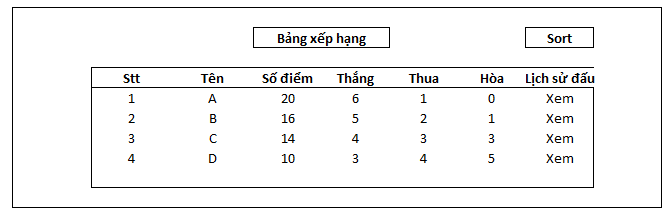 Bảng xếp hạng Sort
Stt Tên Số điểm Thắng Thua Hòa Lịch sử đấu
1 A 20 6 1 0 Xem
2 B 16 5 2 1 Xem
3 C 14 4 3 3 Xem
4 D 10 3 4 5 Xem